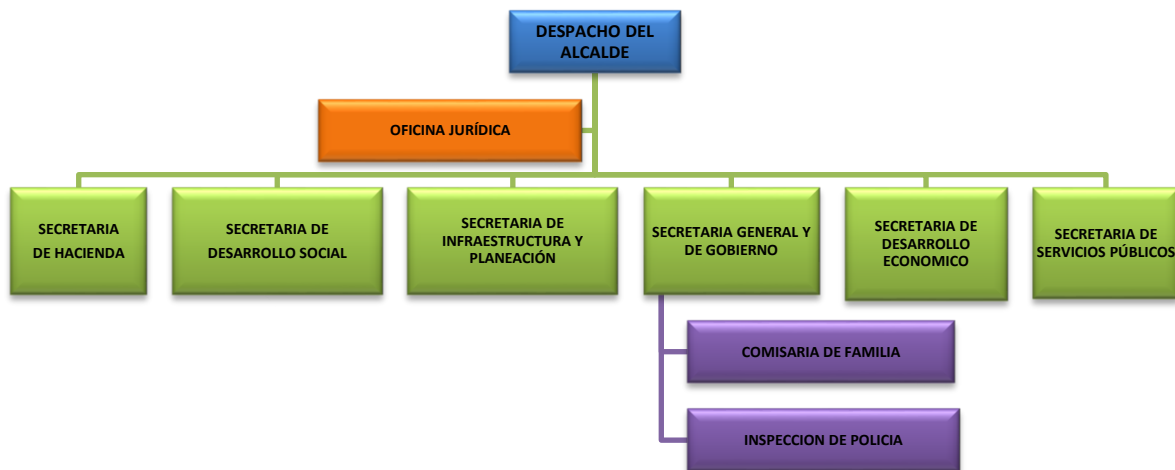 DESPACHO DEL
ALCALDE
OFICINA JURÍDICA
SECRETARIA
DE HACIENDA
SECRETARIA DE
DESARROLLO SOCIAL
SECRETARIA DE
INFRAESTRUCTURA Y
PLANEACIÓN
SECRETARIA GENERAL Y
DE GOBIERNO
SECRETARIA DE
DESARROLLO
ECONOMICO
SECRETARIA DE
SERVICIOS PÚBLICOS
COMISARIA DE FAMILIA
INSPECCION DE POLICIA